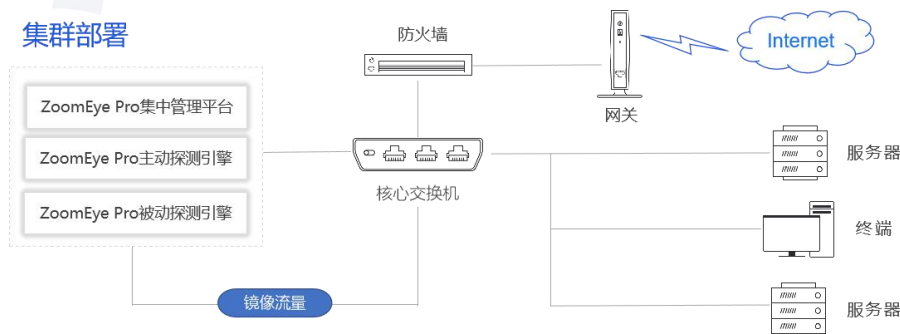 集群部署
防火墙
Internet
网关
ZoomEye Pro集中管理平台
ZoomEye Pro主动探测引擎
ZoomEye Pro被动探测引擎
核心交换机
服务器
终端
镜像流量
服务器